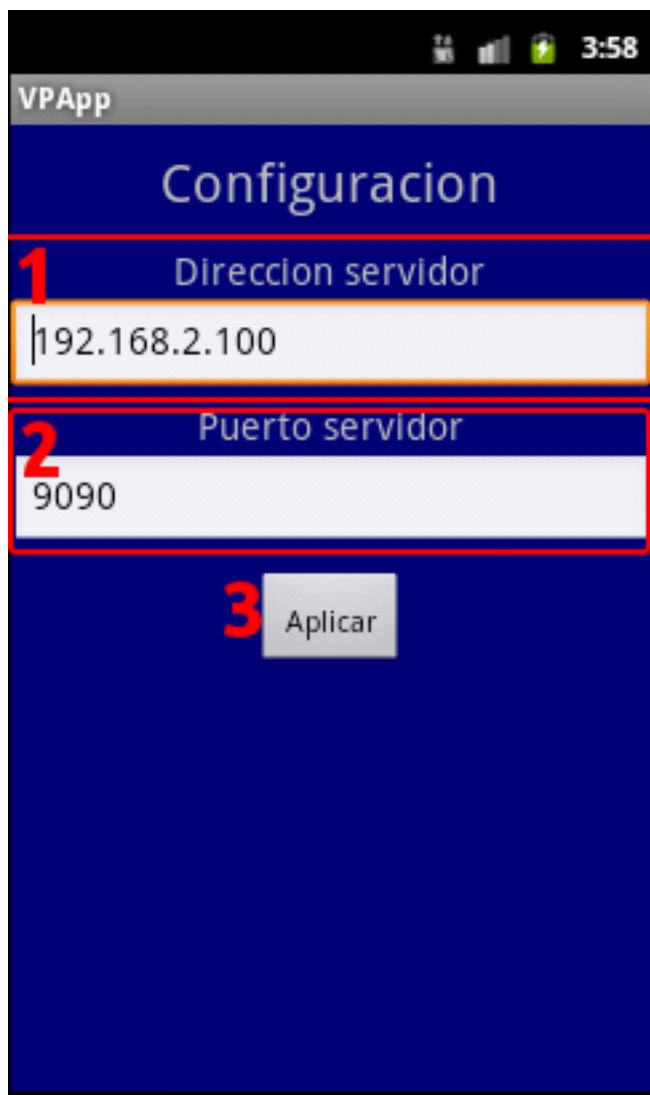 3:58
VPApp
Configuracion
1
Direccion servidor
192.168.2.100
2
Puerto servidor
9090
3
Aplicar